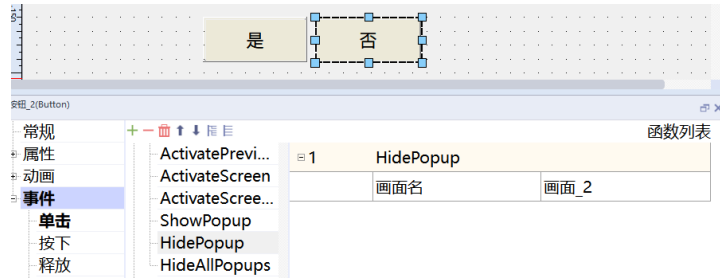 是 否
按钮_2(Button)
常规 函数列表
属性 ActivatePrevi... 1 HidePopup
动画 ActivateScreen 画面名 画面_2
事件 ActivateScree...
单击 ShowPopup
按下 HidePopup
释放 HideAllPopups